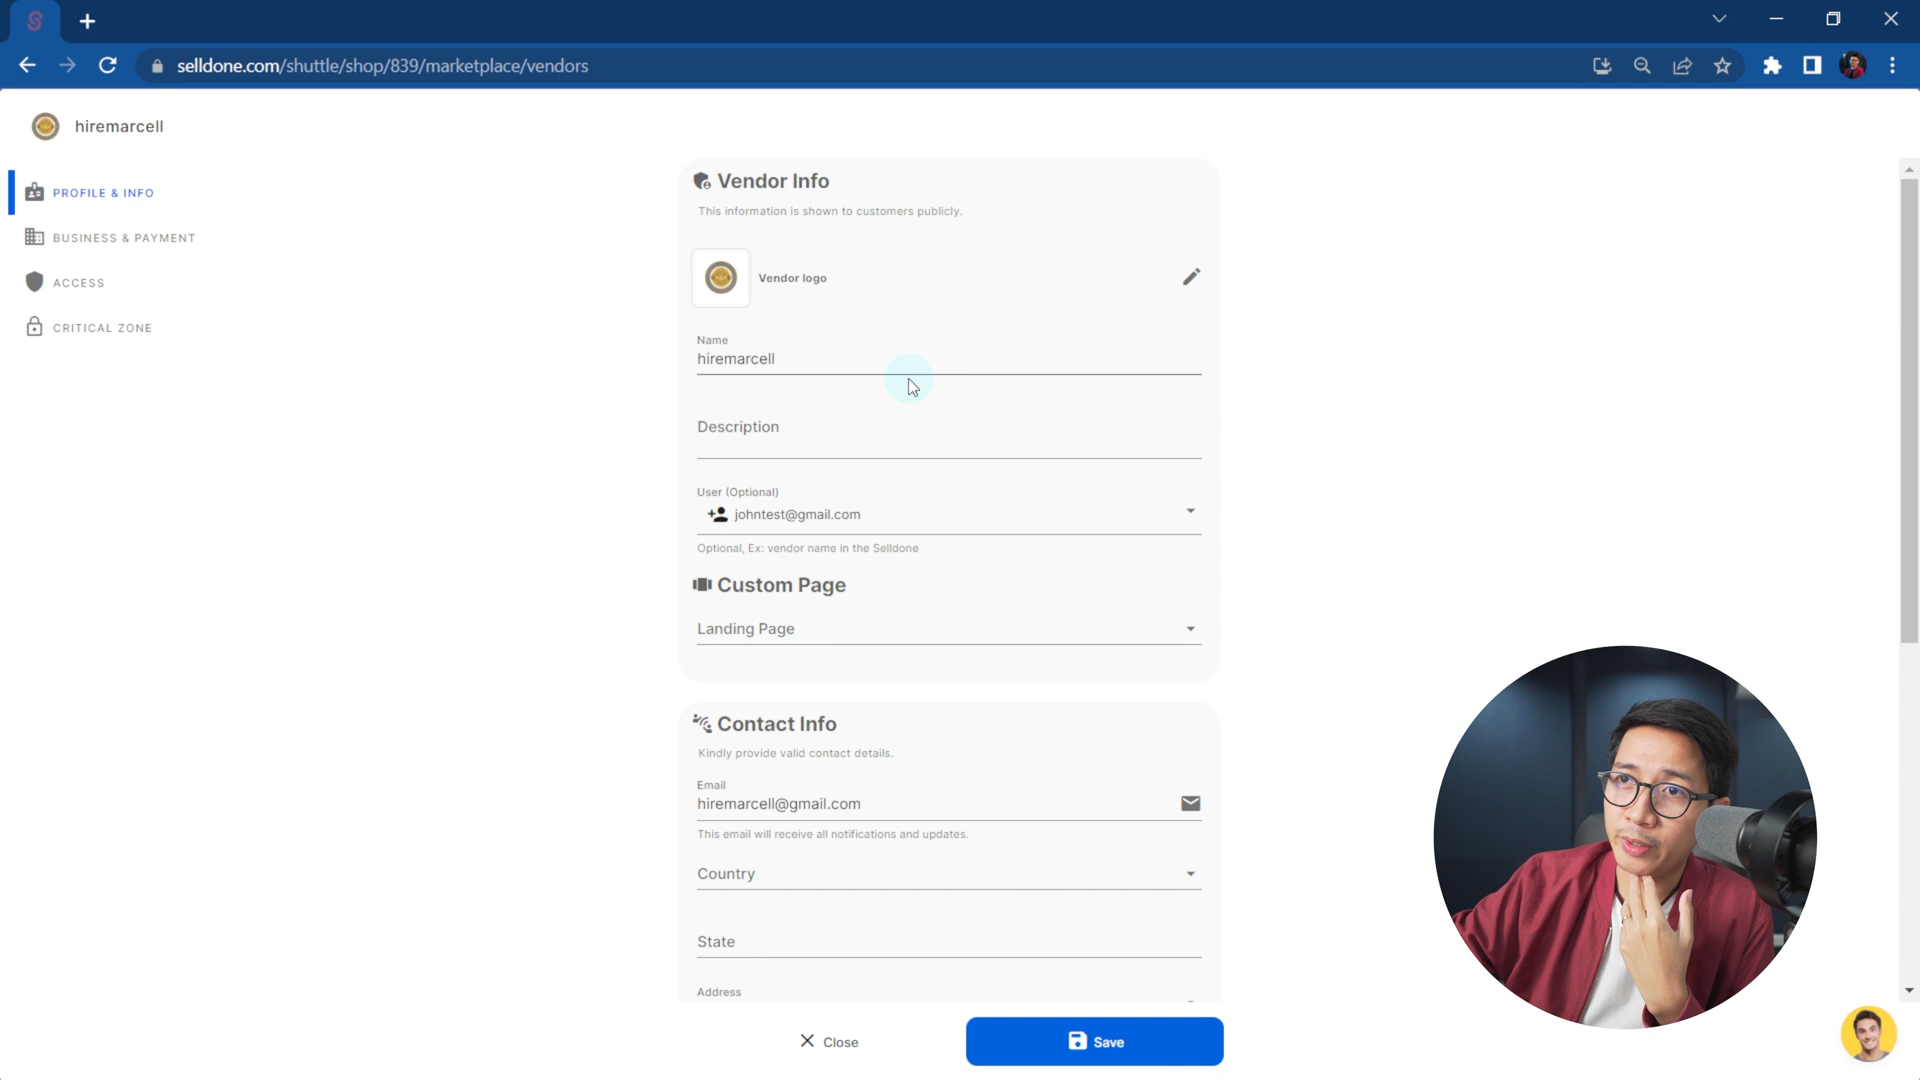 selldone.com/shuttle/shop/839/marketplace/vendors
hiremarcell
PROFILE & INFO
BUSINESS & PAYMENT
ACCESS
CRITICAL ZONE
Vendor Info
This information is shown to customers publicly.
Vendor logo
Name
hiremarcell
Description
User (Optional)
johntest@gmail.com
Optional, Ex: vendor name in the Selldone
Custom Page
Landing Page
Contact Info
Kindly provide valid contact details.
Email
hiremarcell@gmail.com
This email will receive all notifications and updates.
Country
State
Address
Close
Save